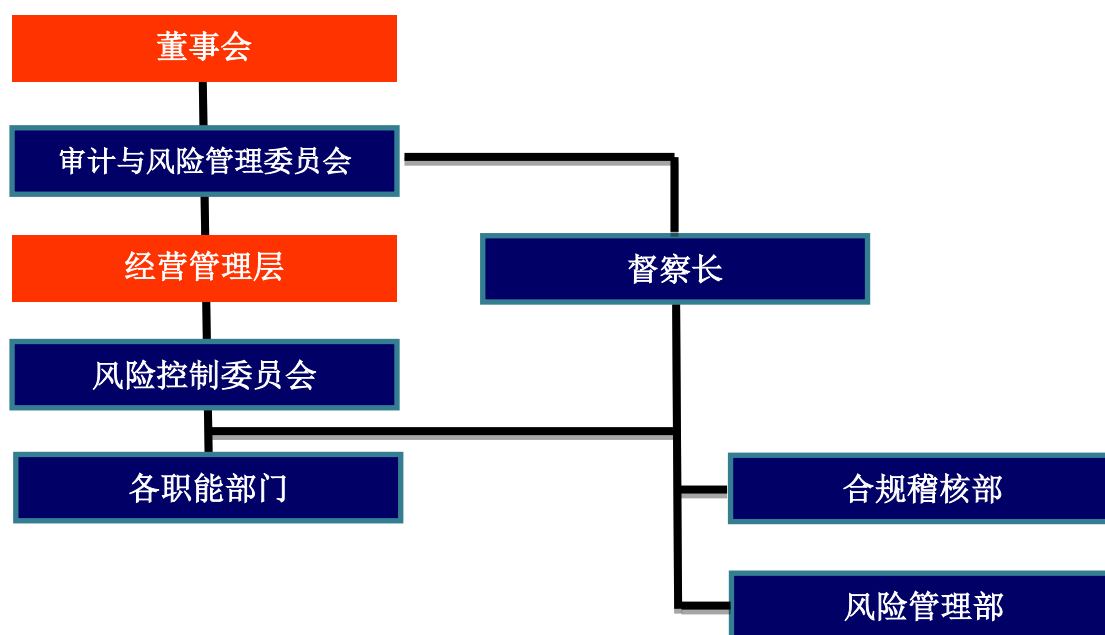 董事会
审计与风险管理委员会
经营管理层
督察长
风险控制委员会
各职能部门
合规稽核部
风险管理部